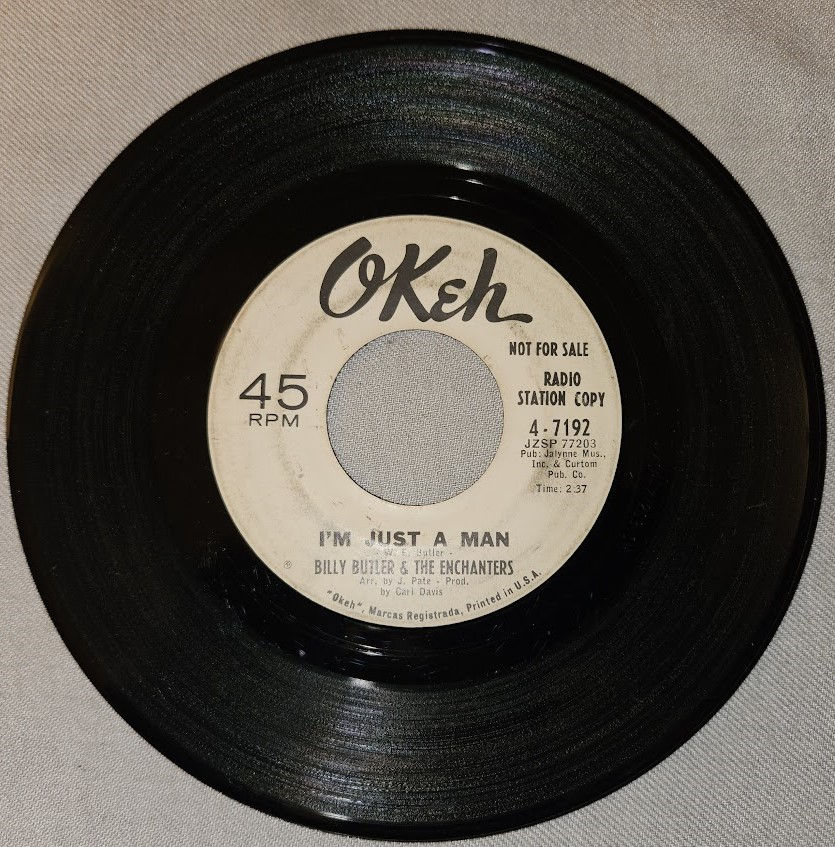 OKeh
NOT FOR SALE
45
RPM
RADIO
STATION COPY
4-7192
JZSP 77203
Pub: Jalynne Mus.,
Inc. & Curtom
Pub. Co.
Time: 2.37
I'M JUST A MAN
- W. E. Butler -
BILLY BUTLER & THE ENCHANTERS
Arr. by J. Pate - Prod.
by Carl Davis
®
"Okeh", Marcas Registrada, Printed in U.S.A.